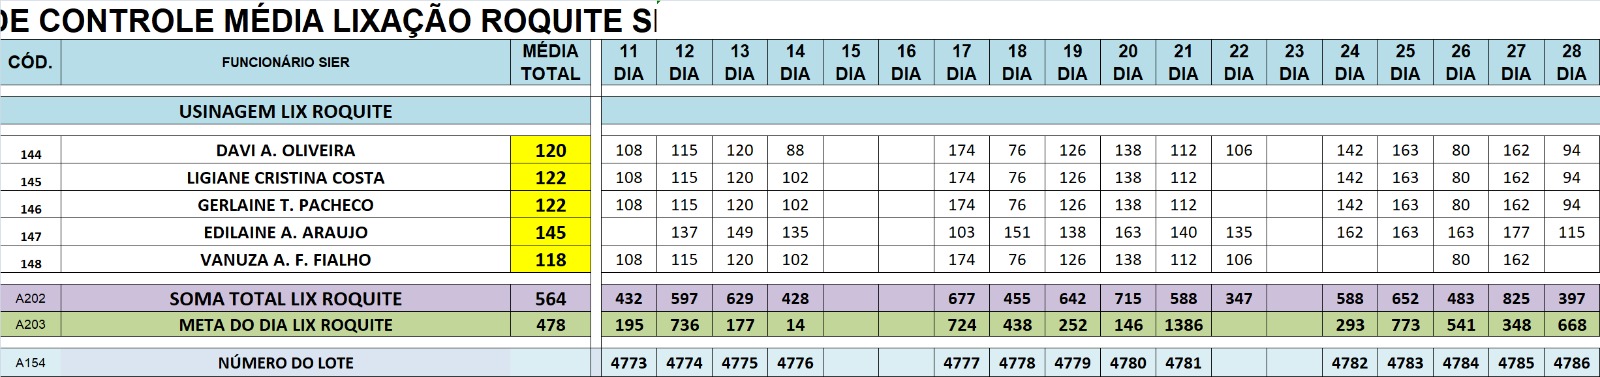 DE CONTROLE MÉDIA LIXAÇÃO ROQUITE SI
CÓD. FUNCIONÁRIO SIER MÉDIA TOTAL 11 DIA 12 DIA 13 DIA 14 DIA 15 DIA 16 DIA 17 DIA 18 DIA 19 DIA 20 DIA 21 DIA 22 DIA 23 DIA 24 DIA 25 DIA 26 DIA 27 DIA 28 DIA
USINAGEM LIX ROQUITE
144 DAVI A. OLIVEIRA 120 108 115 120 88 174 76 126 138 112 106 142 163 80 162 94
145 LIGIANE CRISTINA COSTA 122 108 115 120 102 174 76 126 138 112 142 163 80 162 94
146 GERLAINE T. PACHECO 122 108 115 120 102 174 76 126 138 112 142 163 80 162 94
147 EDILAINE A. ARAUJO 145 137 149 135 103 151 138 163 140 135 162 163 163 177 115
148 VANUZA A. F. FIALHO 118 108 115 120 102 174 76 126 138 112 106 80 162
A202 SOMA TOTAL LIX ROQUITE 564 432 597 629 428 677 455 642 715 588 347 588 652 483 825 397
A203 META DO DIA LIX ROQUITE 478 195 736 177 14 724 438 252 146 1386 293 773 541 348 668
A154 NÚMERO DO LOTE 4773 4774 4775 4776 4777 4778 4779 4780 4781 4782 4783 4784 4785 4786